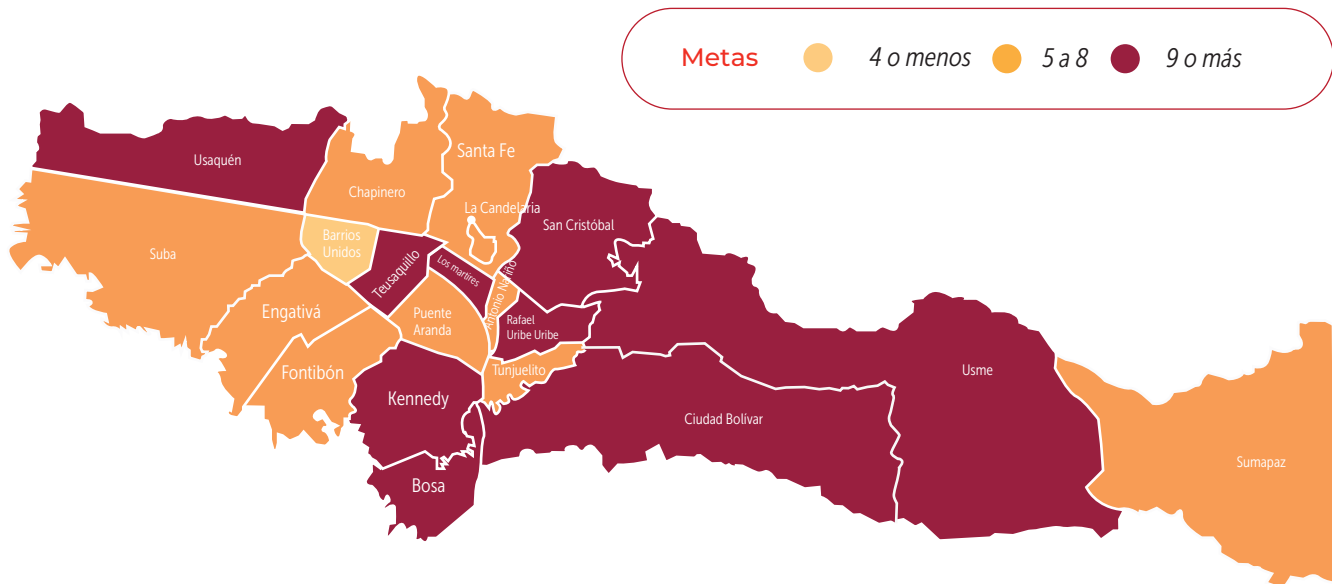 Metas 4 o menos 5 a 8 9 o más
Usaquén
Santa Fe
Chapinero
La Candelaria
San Cristóbal
Barrios
Unidos
Suba
Los martires
Teusaquillo
Antonio Nariño
Engativá
Puente
Aranda
Rafael
Uribe Uribe
Fontibón
Tunjuelito
Usme
Kennedy
Ciudad Bolívar
Sumapaz
Bosa